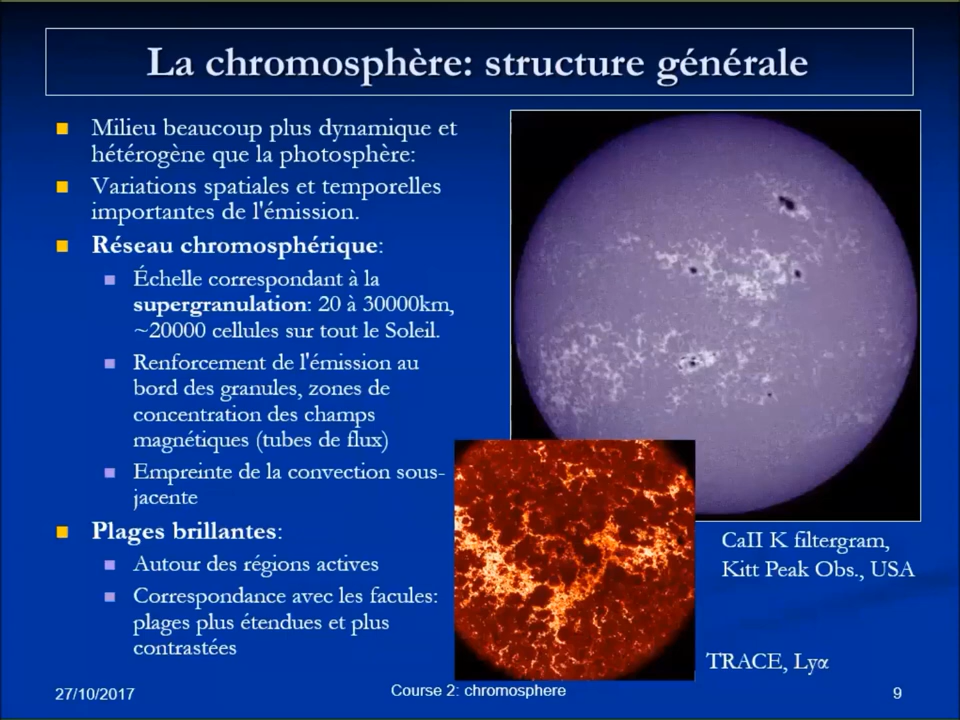 La chromosphère: structure générale
Milieu beaucoup plus dynamique et
hétérogène que la photosphère:
Variations spatiales et temporelles
importantes de l'émission.
Réseau chromosphérique:
Échelle correspondant à la
supergranulation: 20 à 30000km,
~20000 cellules sur tout le Soleil.
Renforcement de l'émission au
bord des granules, zones de
concentration des champs
magnétiques (tubes de flux)
Empreinte de la convection sous-
jacente
Plages brillantes:
Autour des régions actives
Correspondance avec les facules:
plages plus étendues et plus
contrastées
CaII K filtergram,
Kitt Peak Obs., USA
TRACE, Lyα
27/10/2017
Course 2: chromosphere
9